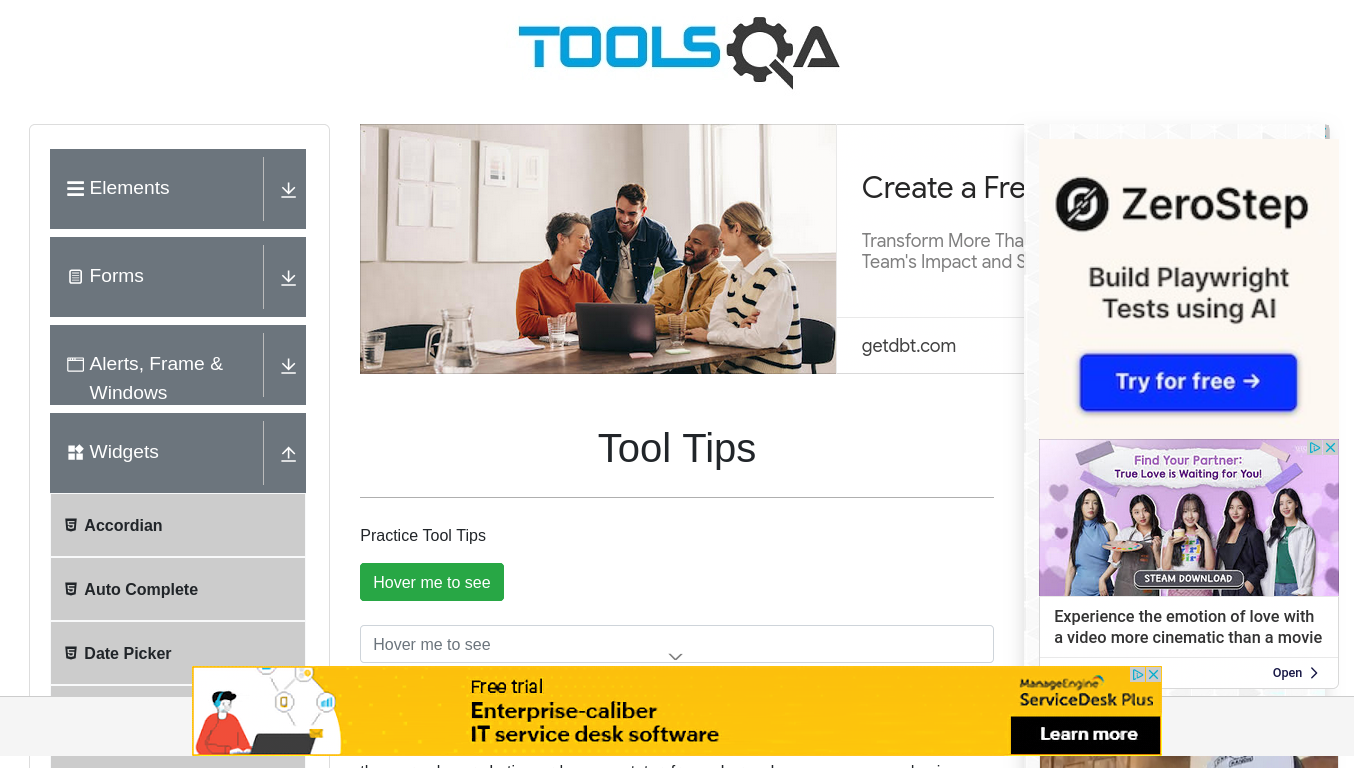 TOOLSQA
Elements
Forms
Alerts, Frame &
Windows
Widgets
Accordian
Auto Complete
Date Picker
Create a Fre
Transform More Tha
Team's Impact and S
getdbt.com
Tool Tips
Practice Tool Tips
Hover me to see
Hover me to see
ZeroStep
Build Playwright
Tests using AI
Try for free →
Find Your Partner:
True Love is Waiting for You!
STEAM DOWNLOAD
Experience the emotion of love with
a video more cinematic than a movie
Open
Free trial
Enterprise-caliber
IT service desk software
ManageEngine
ServiceDesk Plus
Learn more